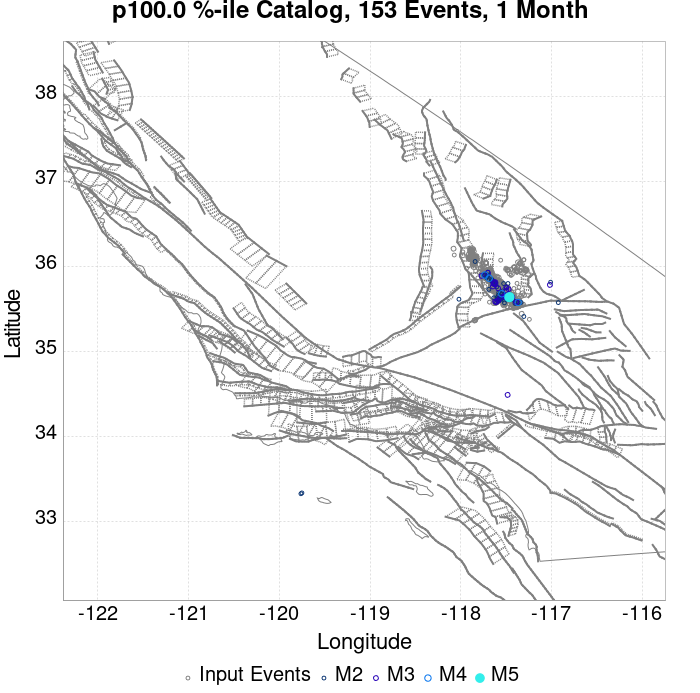 p100.0 %-ile Catalog, 153 Events, 1 Month
38
37
36
35
34
33
Latitude
-122 -121 -120 -119 -118 -117 -116
Longitude
Input Events M2 M3 M4 M5